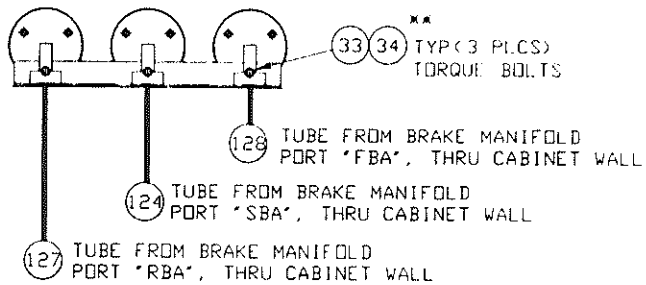 **
33 34 TYP(3 PLCS)
TORQUE BOLTS
128 TUBE FROM BRAKE MANIFOLD
PORT "FBA", THRU CABINET WALL
124 TUBE FROM BRAKE MANIFOLD
PORT "SBA", THRU CABINET WALL
127 TUBE FROM BRAKE MANIFOLD
PORT "RBA", THRU CABINET WALL